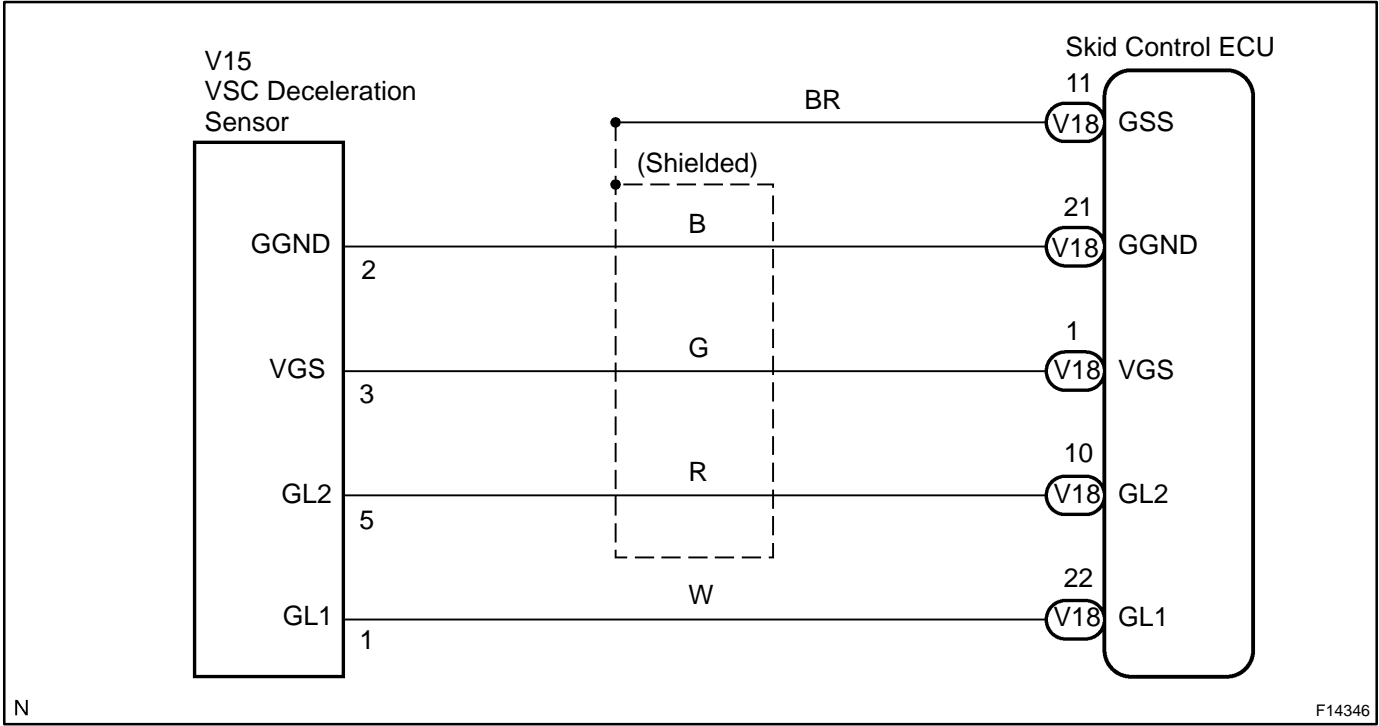 V15
VSC Deceleration
Sensor
Skid Control ECU
11
BR
V18
GSS
(Shielded)
GGND
2
B
21
V18
GGND
VGS
3
G
1
V18
VGS
GL2
5
R
10
V18
GL2
GL1
1
W
22
V18
GL1
N
F14346